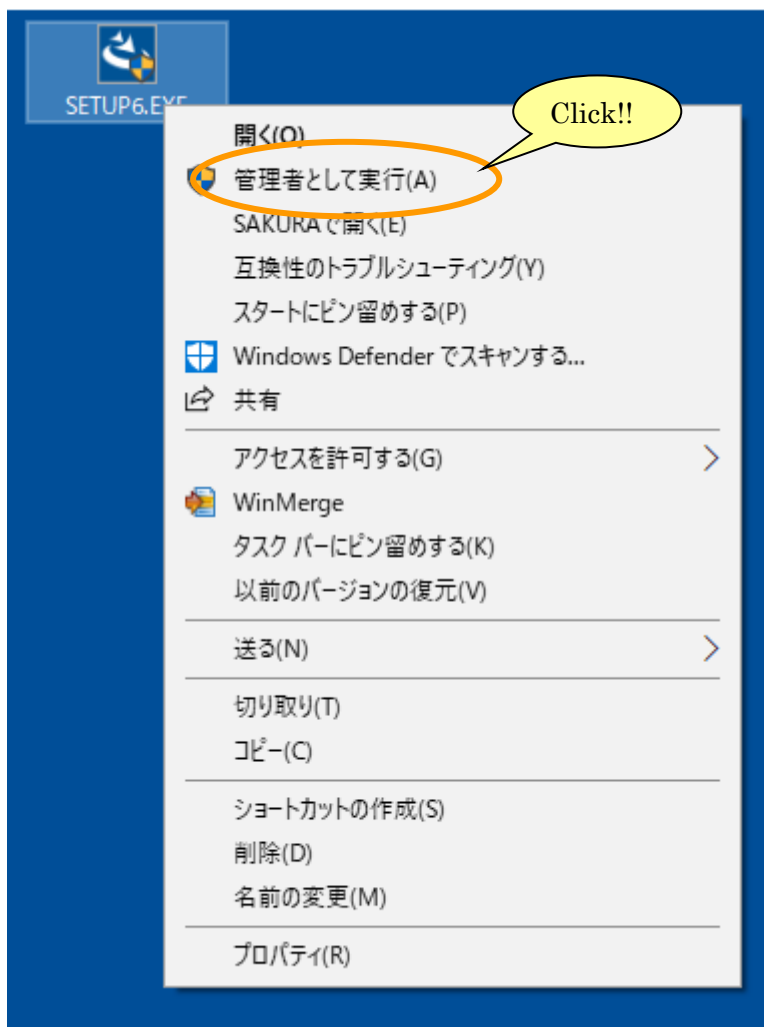 SETUP6.EXE
Click!!
開く(O)
管理者として実行(A)
SAKURAで開く(E)
互換性のトラブルシューティング(Y)
スタートにピン留めする(P)
Windows Defender でスキャンする...
共有
アクセスを許可する(G)
WinMerge
タスク バーにピン留めする(K)
以前のバージョンの復元(V)
送る(N)
切り取り(T)
コピー(C)
ショートカットの作成(S)
削除(D)
名前の変更(M)
プロパティ(R)